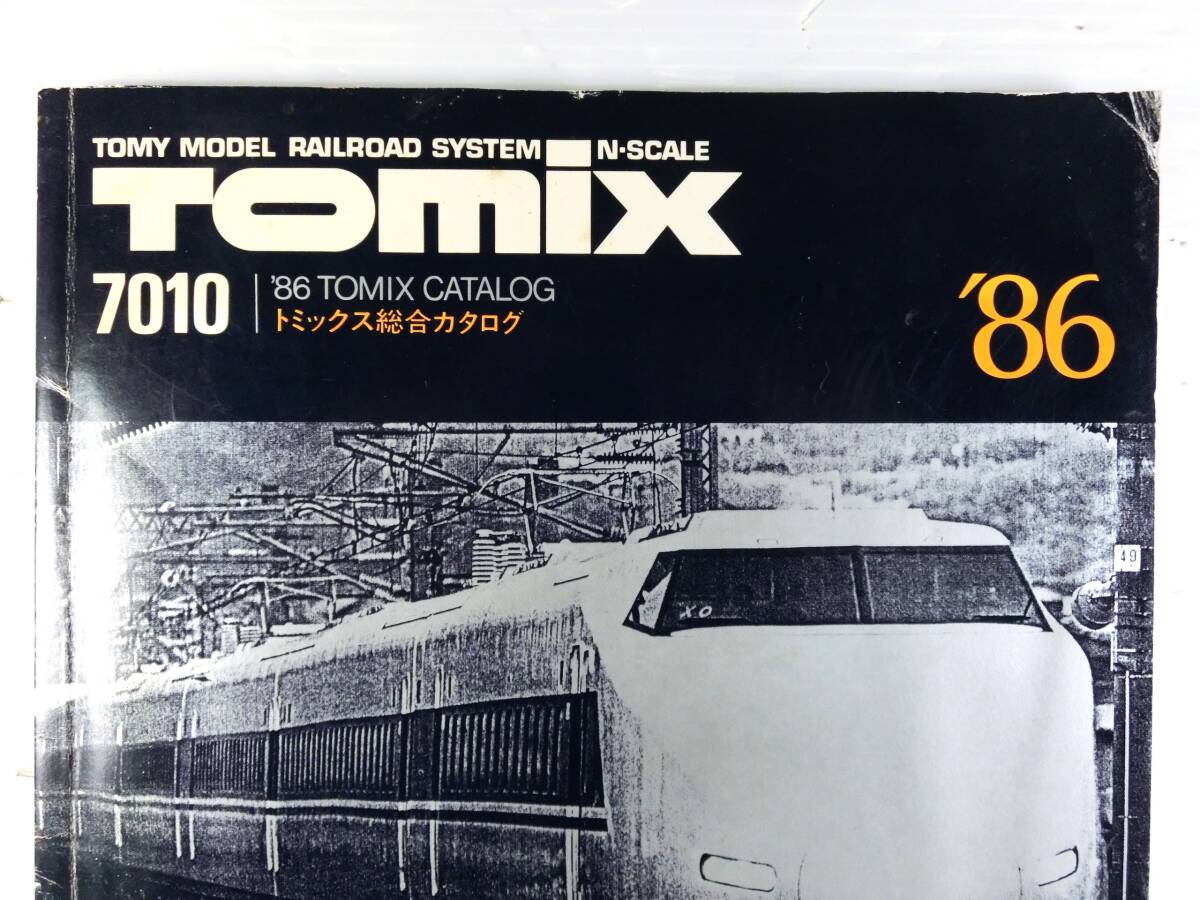 TOMY MODEL RAILROAD SYSTEM N·SCALE
TOMIX
7010
'86 TOMIX CATALOG
トミックス総合カタログ
'86
X0
49